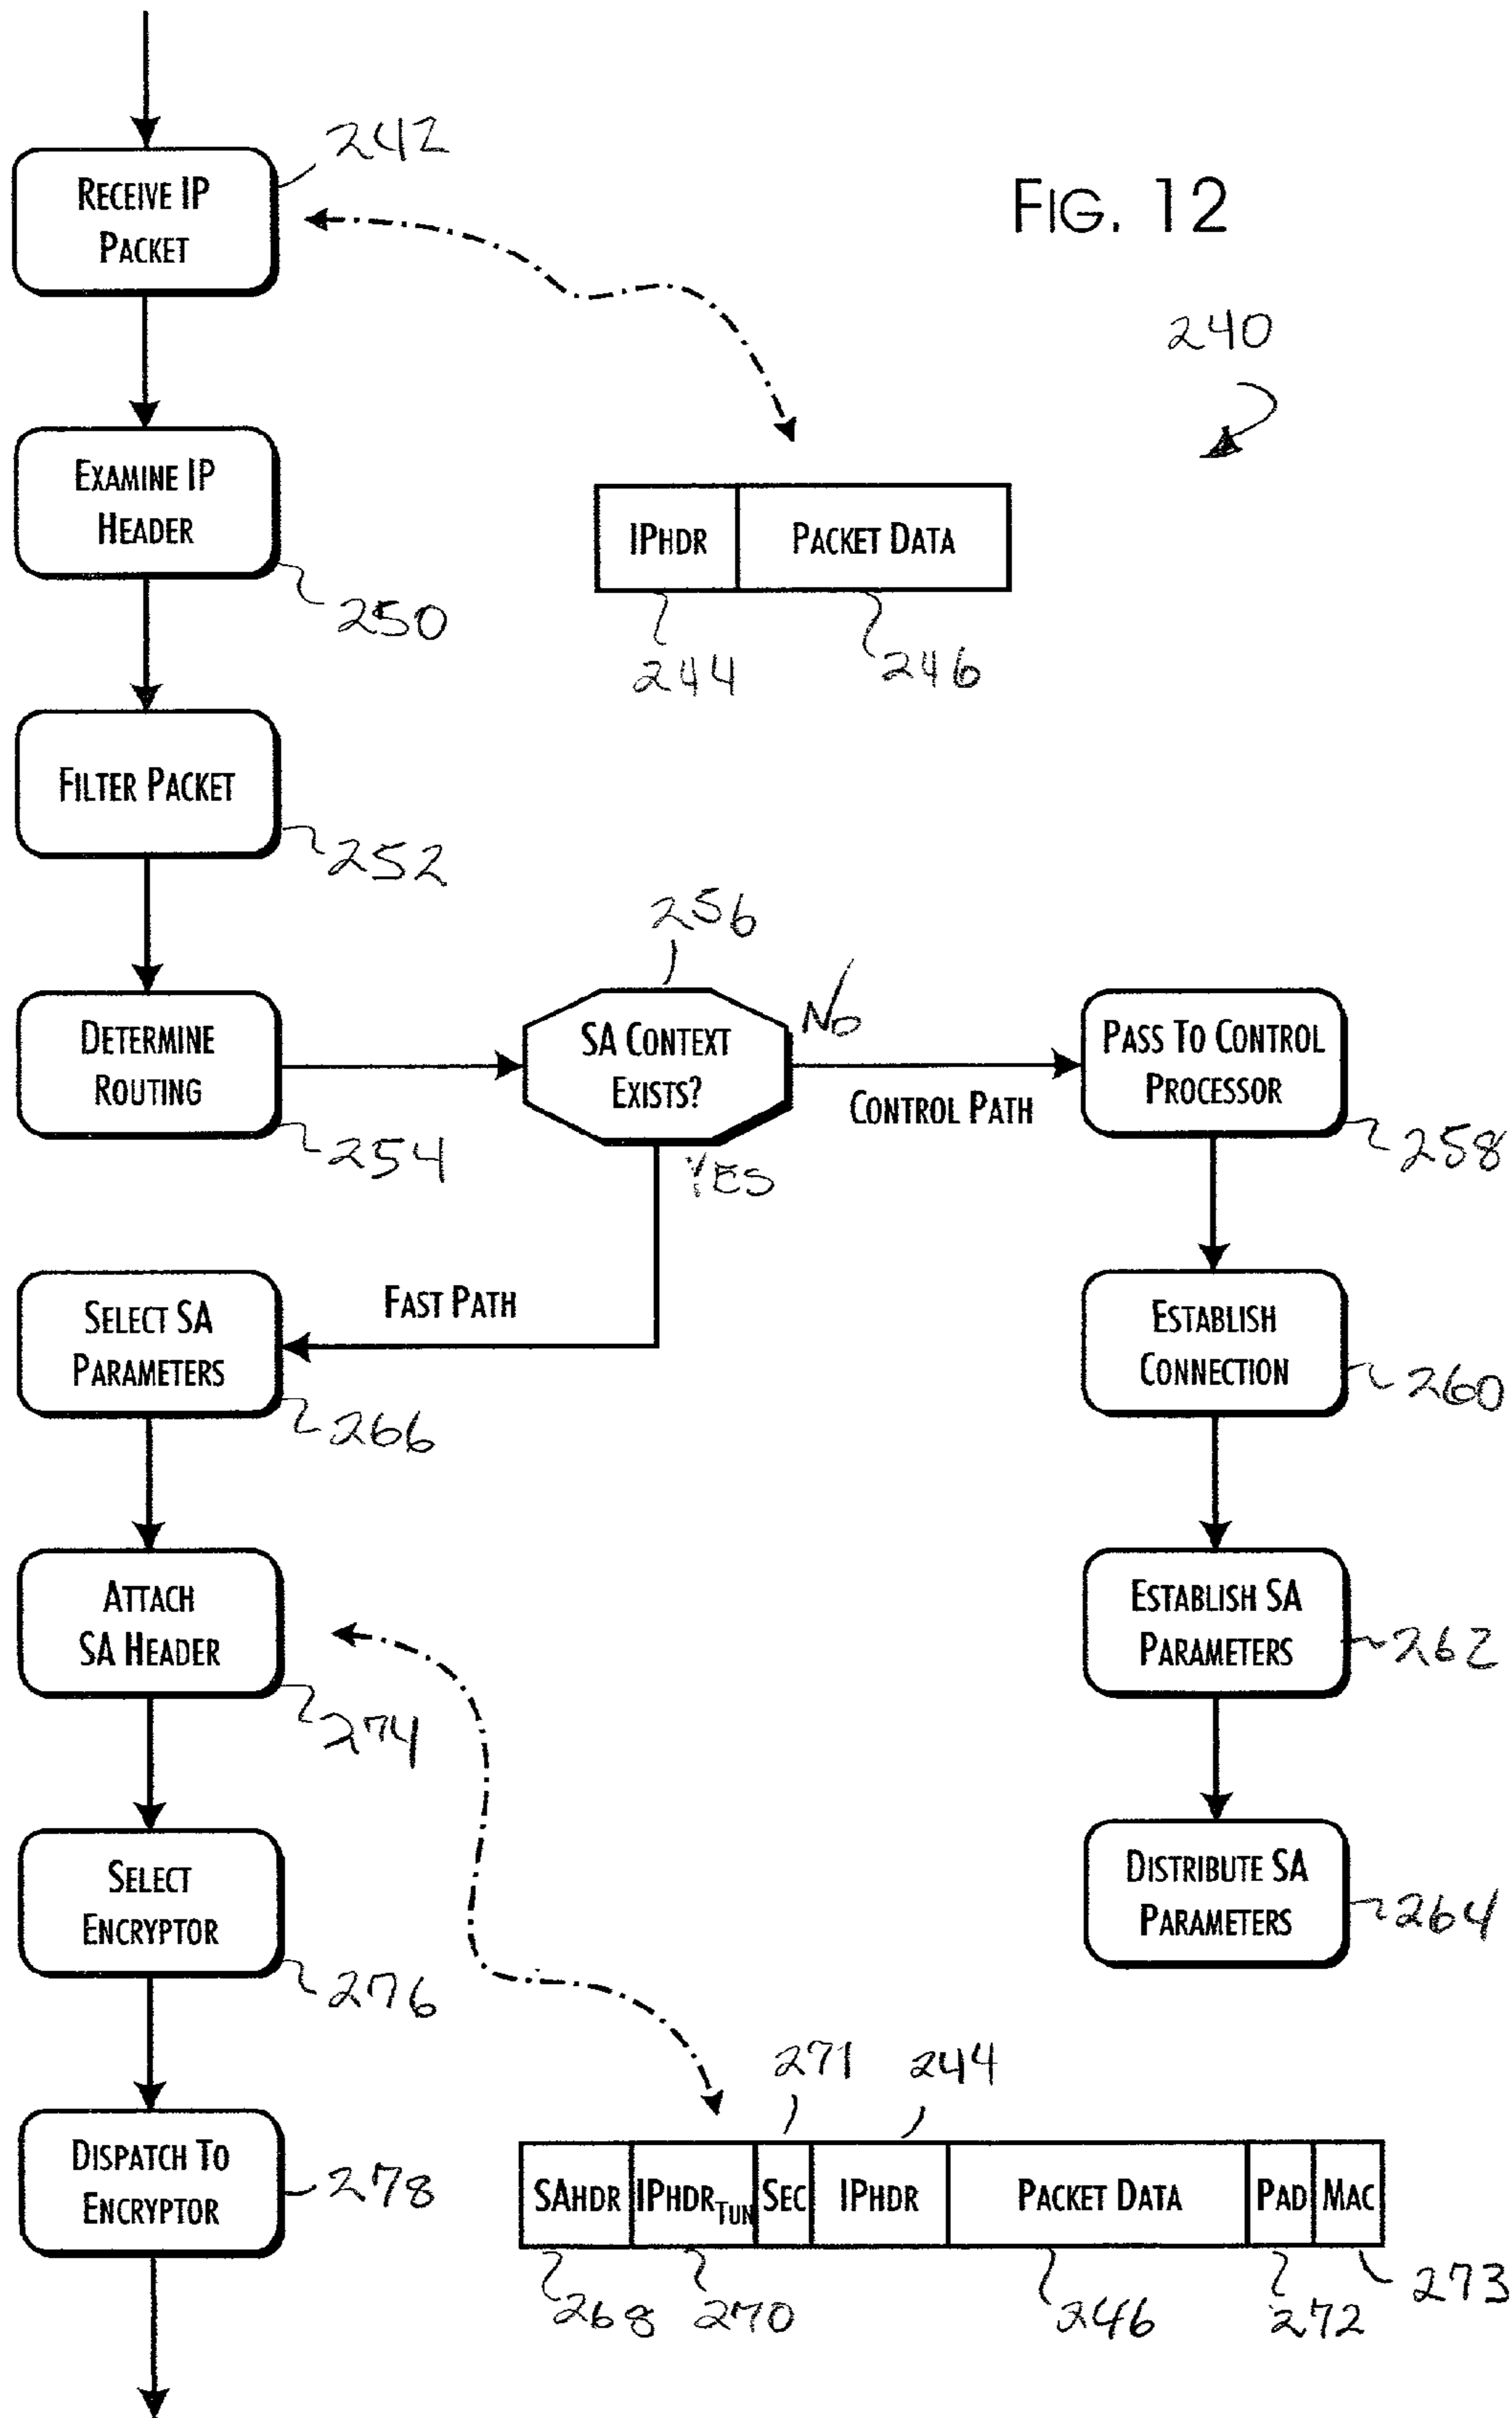 242
RECEIVE IP
PACKET
FIG. 12
240
EXAMINE IP
HEADER
250
IPHDR
PACKET DATA
244
246
FILTER PACKET
252
256
DETERMINE
ROUTING
254
SA CONTEXT
EXISTS?
No
YES
CONTROL PATH
PASS TO CONTROL
PROCESSOR
258
FAST PATH
SELECT SA
PARAMETERS
266
ESTABLISH
CONNECTION
260
ATTACH
SA HEADER
274
ESTABLISH SA
PARAMETERS
262
SELECT
ENCRYPTOR
276
DISTRIBUTE SA
PARAMETERS
264
DISPATCH TO
ENCRYPTOR
278
271
244
SAHDR
IPHDRTUN
SEC
IPHDR
PACKET DATA
PAD
MAC
268
270
246
272
273